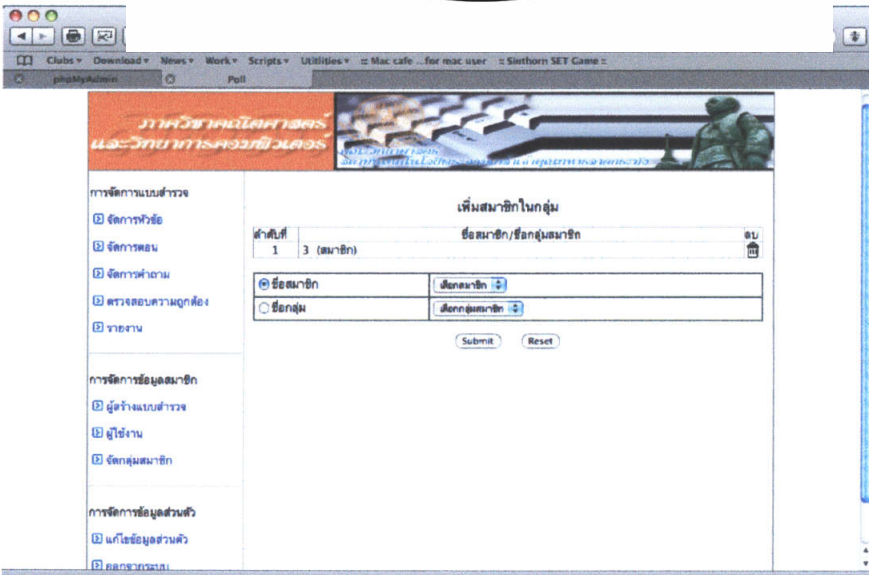 Clubs ▾ Download ▾ News ▾ Work ▾ Scripts ▾ Utitlities ▾ :: Mac cafe ...for mac user :: Sinthorn SET Game ::
phpMyAdmin Poll
ภาควิชาคณิตศาสตร์
และวิทยาการคอมพิวเตอร์
การจัดการแบบสำรวจ
จัดการหัวข้อ
จัดการตอน
จัดการคำถาม
ตรวจสอบความถูกต้อง
รายงาน
การจัดการข้อมูลสมาชิก
ผู้สร้างแบบสำรวจ
ผู้ใช้งาน
จัดกลุ่มสมาชิก
การจัดการข้อมูลส่วนตัว
แก้ไขข้อมูลส่วนตัว
ออกจากระบบ
เพิ่มสมาชิกในกลุ่ม
ลำดับที่ ชื่อสมาชิก/ชื่อกลุ่มสมาชิก ลบ
1 3 (สมาชิก)
ชื่อสมาชิก เลือกสมาชิก
ชื่อกลุ่ม เลือกกลุ่มสมาชิก
Submit Reset